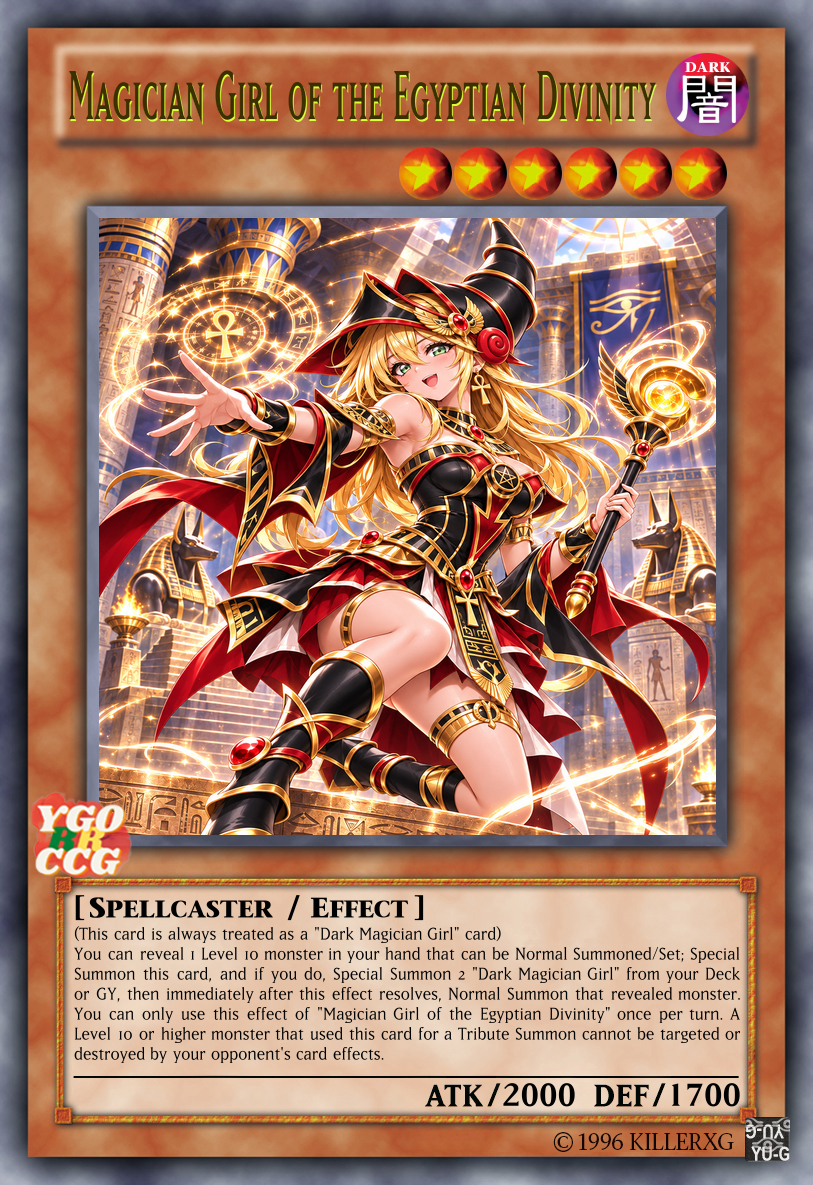 Magician Girl of the Egyptian Divinity
DARK
闇
YGO
BR
CCG
[ Spellcaster / Effect ]
(This card is always treated as a "Dark Magician Girl" card)
You can reveal 1 Level 10 monster in your hand that can be Normal Summoned/Set; Special
Summon this card, and if you do, Special Summon 2 "Dark Magician Girl" from your Deck
or GY, then immediately after this effect resolves, Normal Summon that revealed monster.
You can only use this effect of "Magician Girl of the Egyptian Divinity" once per turn. A
Level 10 or higher monster that used this card for a Tribute Summon cannot be targeted or
destroyed by your opponent's card effects.
ATK/2000 DEF/1700
© 1996 KILLERXG
YU-G
YU-G